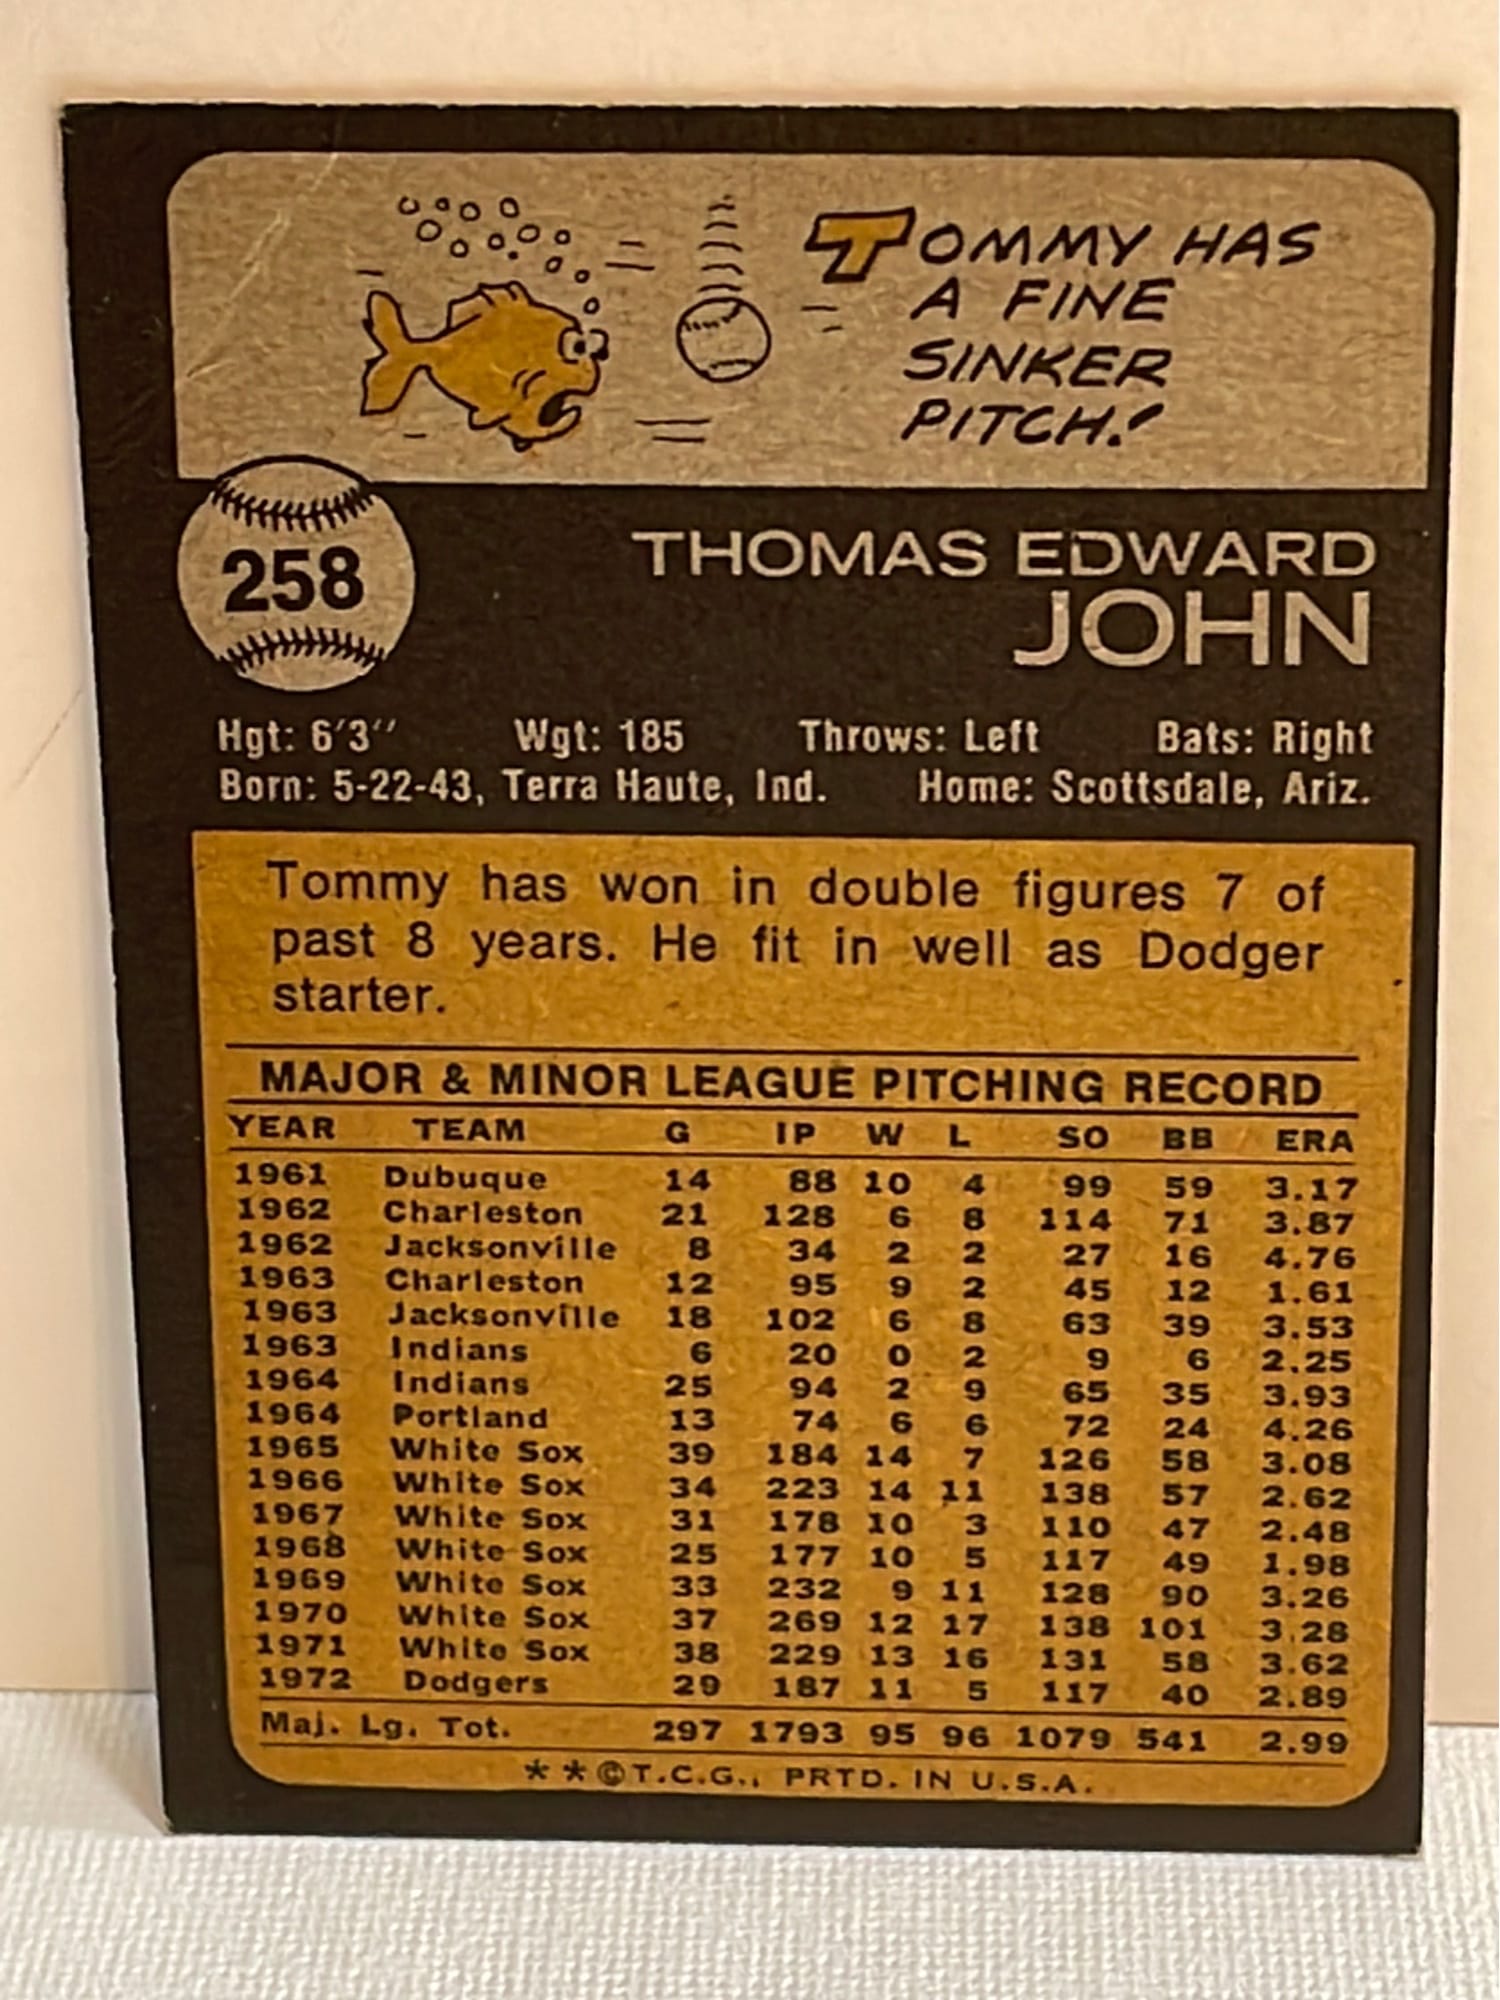 TOMMY HAS
A FINE
SINKER
PITCH!
258
THOMAS EDWARD
JOHN
Hgt: 6'3'' Wgt: 185 Throws: Left Bats: Right
Born: 5-22-43, Terra Haute, Ind. Home: Scottsdale, Ariz.
Tommy has won in double figures 7 of
past 8 years. He fit in well as Dodger
starter.
MAJOR & MINOR LEAGUE PITCHING RECORD
YEAR TEAM G IP W L SO BB ERA
1961 Dubuque 14 88 10 4 99 59 3.17
1962 Charleston 21 128 6 8 114 71 3.87
1962 Jacksonville 8 34 2 2 27 16 4.76
1963 Charleston 12 95 9 2 45 12 1.61
1963 Jacksonville 18 102 6 8 63 39 3.53
1963 Indians 6 20 0 2 9 6 2.25
1964 Indians 25 94 2 9 65 35 3.93
1964 Portland 13 74 6 6 72 24 4.26
1965 White Sox 39 184 14 7 126 58 3.08
1966 White Sox 34 223 14 11 138 57 2.62
1967 White Sox 31 178 10 3 110 47 2.48
1968 White Sox 25 177 10 5 117 49 1.98
1969 White Sox 33 232 9 11 128 90 3.26
1970 White Sox 37 269 12 17 138 101 3.28
1971 White Sox 38 229 13 16 131 58 3.62
1972 Dodgers 29 187 11 5 117 40 2.89
Maj. Lg. Tot. 297 1793 95 96 1079 541 2.99
**©T.C.G., PRTD. IN U.S.A.